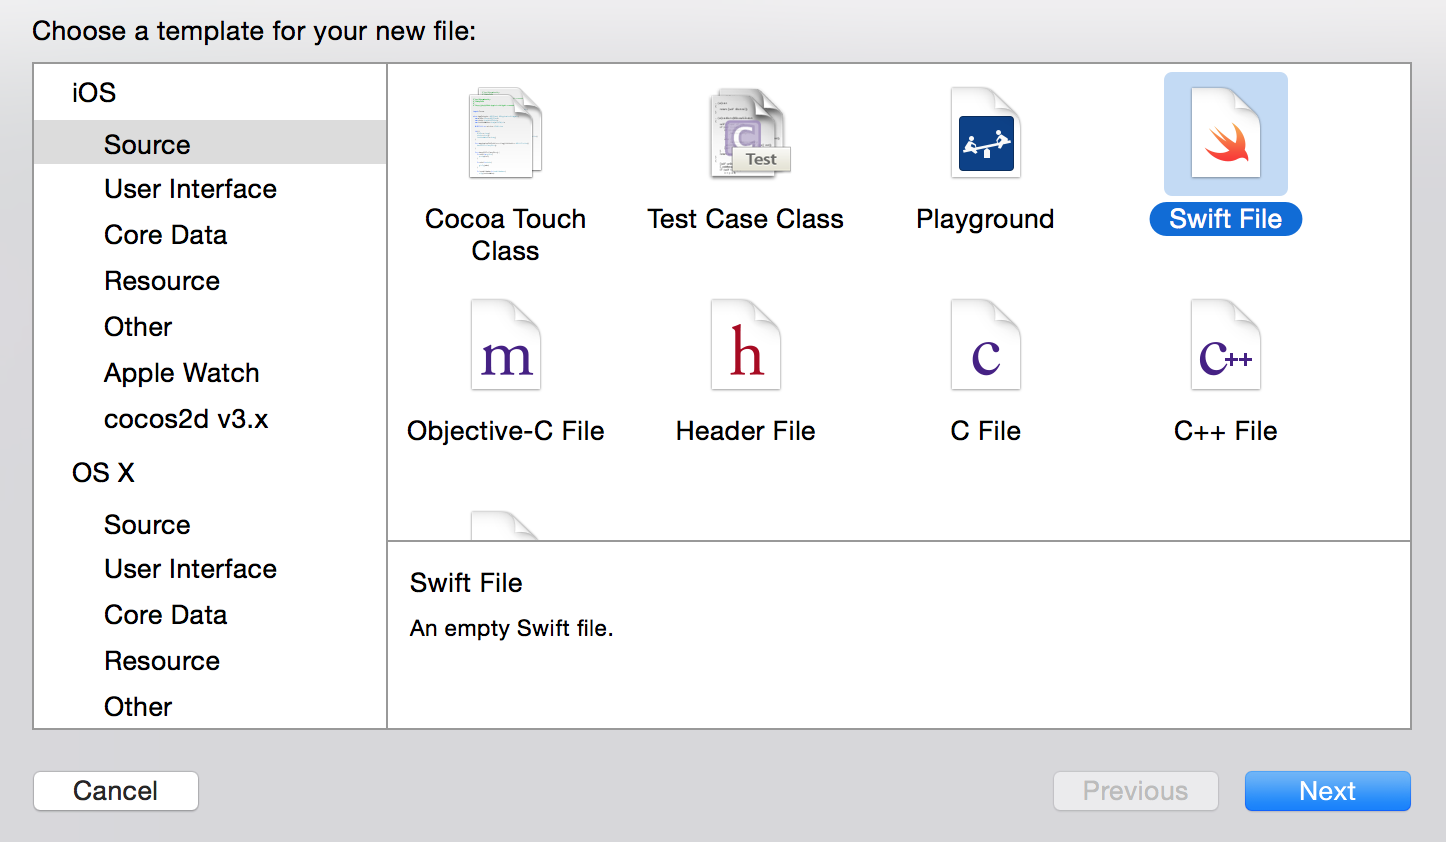 Choose a template for your new file:
iOS
Source
User Interface
Core Data
Resource
Other
Apple Watch
cocos2d v3.x
OS X
Source
User Interface
Core Data
Resource
Other
Cocoa Touch
Class
C
Test
Test Case Class
Playground
Swift File
m
Objective-C File
h
Header File
c
C File
C++
C++ File
Swift File
An empty Swift file.
Cancel
Previous
Next